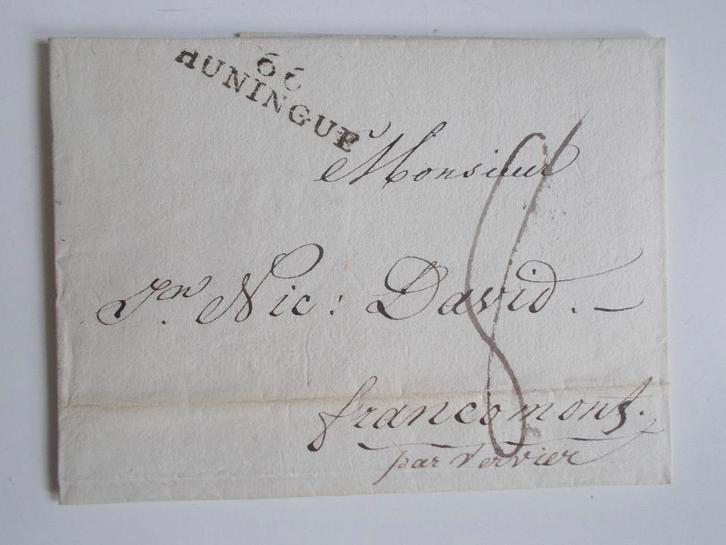 66
HUNINGUE
Monsieur
Jn. Nic: David. -
francomont.
par Vervier
8